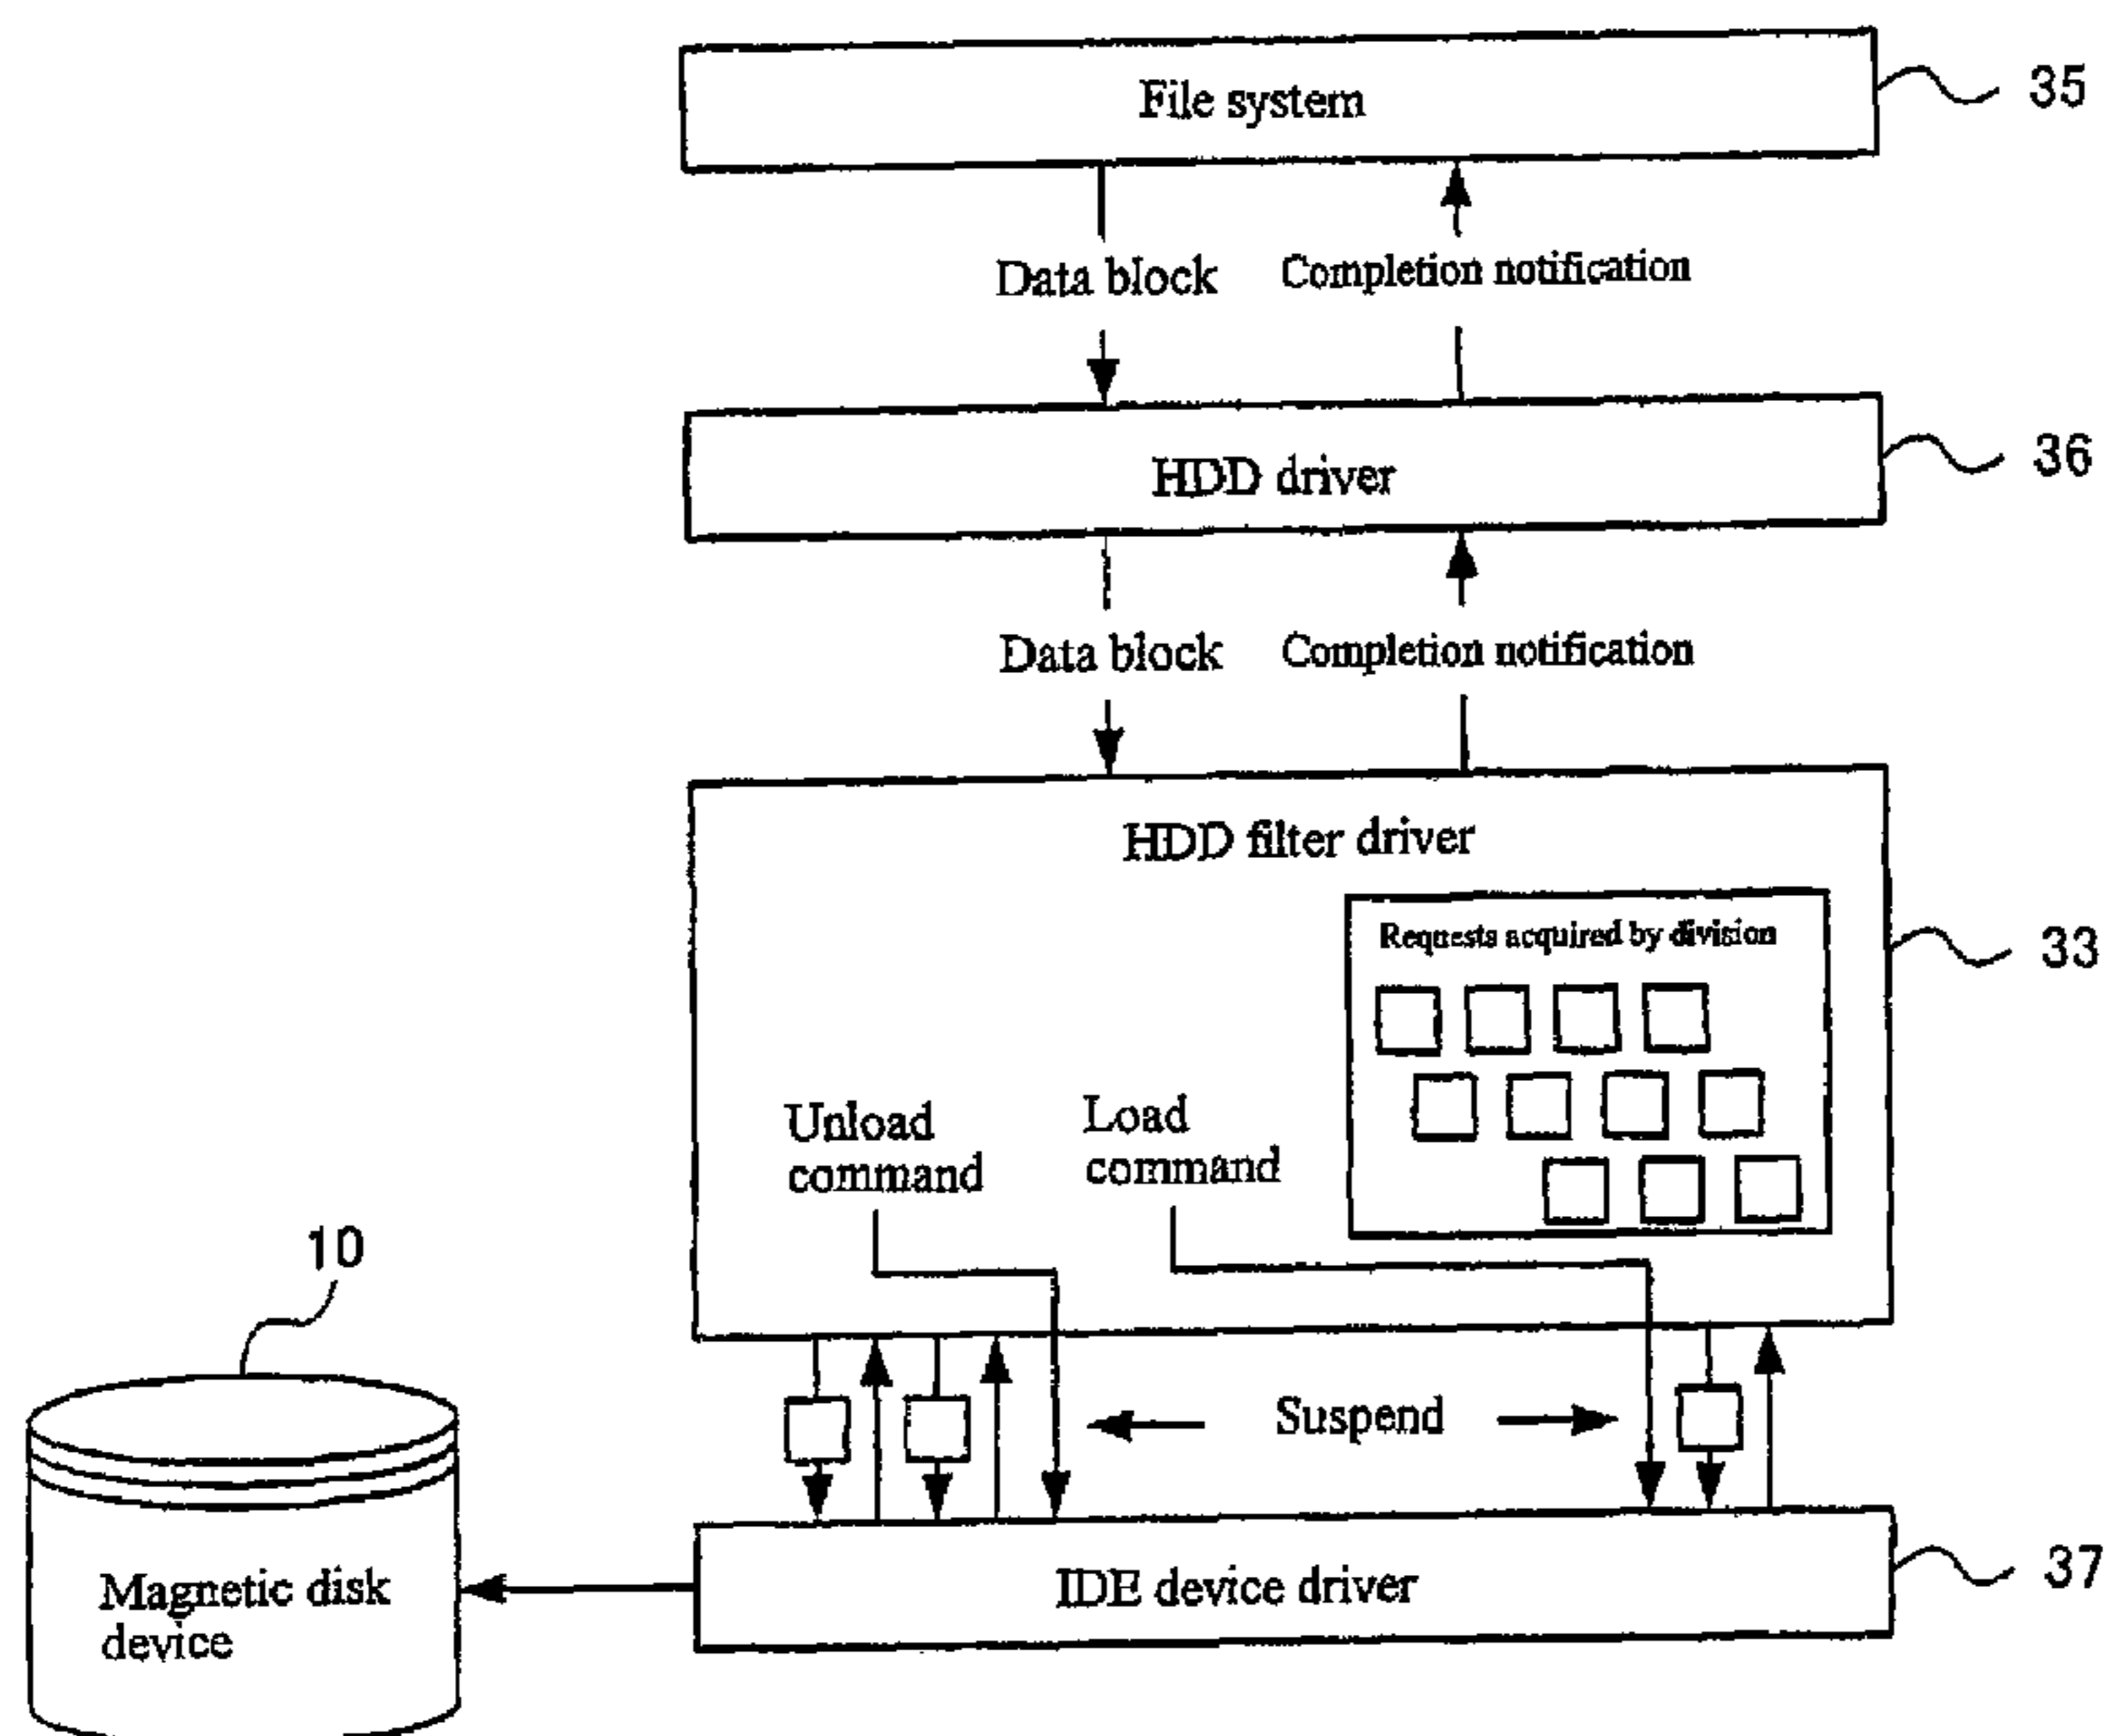 File system
35
Data block
Completion notification
HDD driver
36
Data block
Completion notification
HDD filter driver
Requests acquired by division
33
Unload
command
Load
command
10
Suspend
Magnetic disk
device
IDE device driver
37